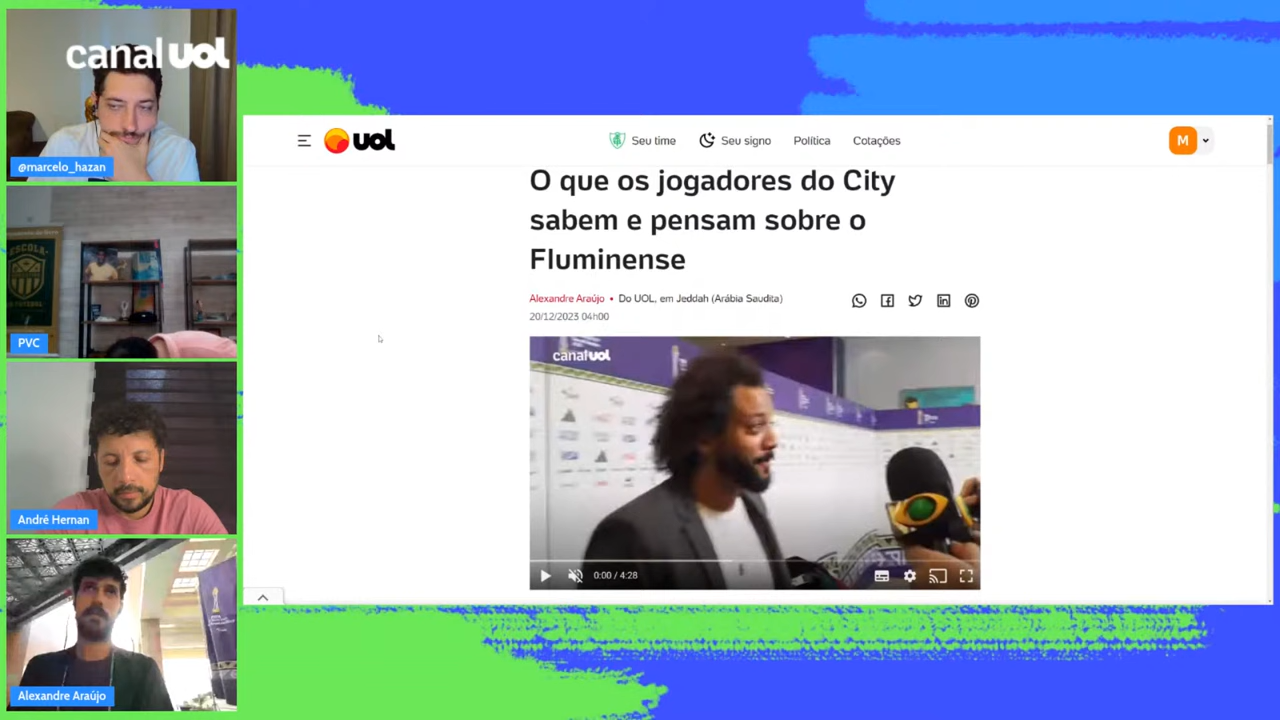 canal UOL
@marcelo_hazan
ESCOLA
PVC
André Hernan
Alexandre Araújo
UOL
Seu time
Seu signo
Política
Cotações
M
O que os jogadores do City
sabem e pensam sobre o
Fluminense
Alexandre Araújo • Do UOL, em Jeddah (Arábia Saudita)
20/12/2023 04h00
canal UOL
0:00 / 4:28